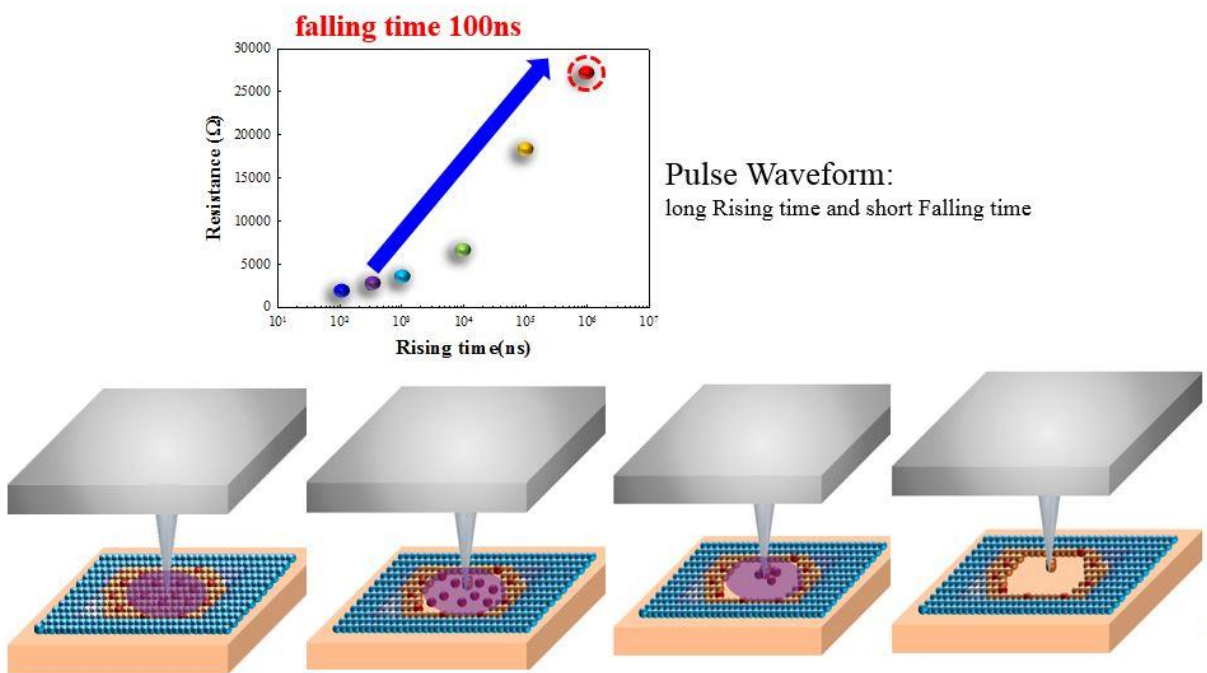 falling time 100ns
30000
25000
20000
15000
10000
5000
0
Resistance (Ω)
10¹ 10² 10³ 10⁴ 10⁵ 10⁶ 10⁷
Rising time(ns)
Pulse Waveform:
long Rising time and short Falling time